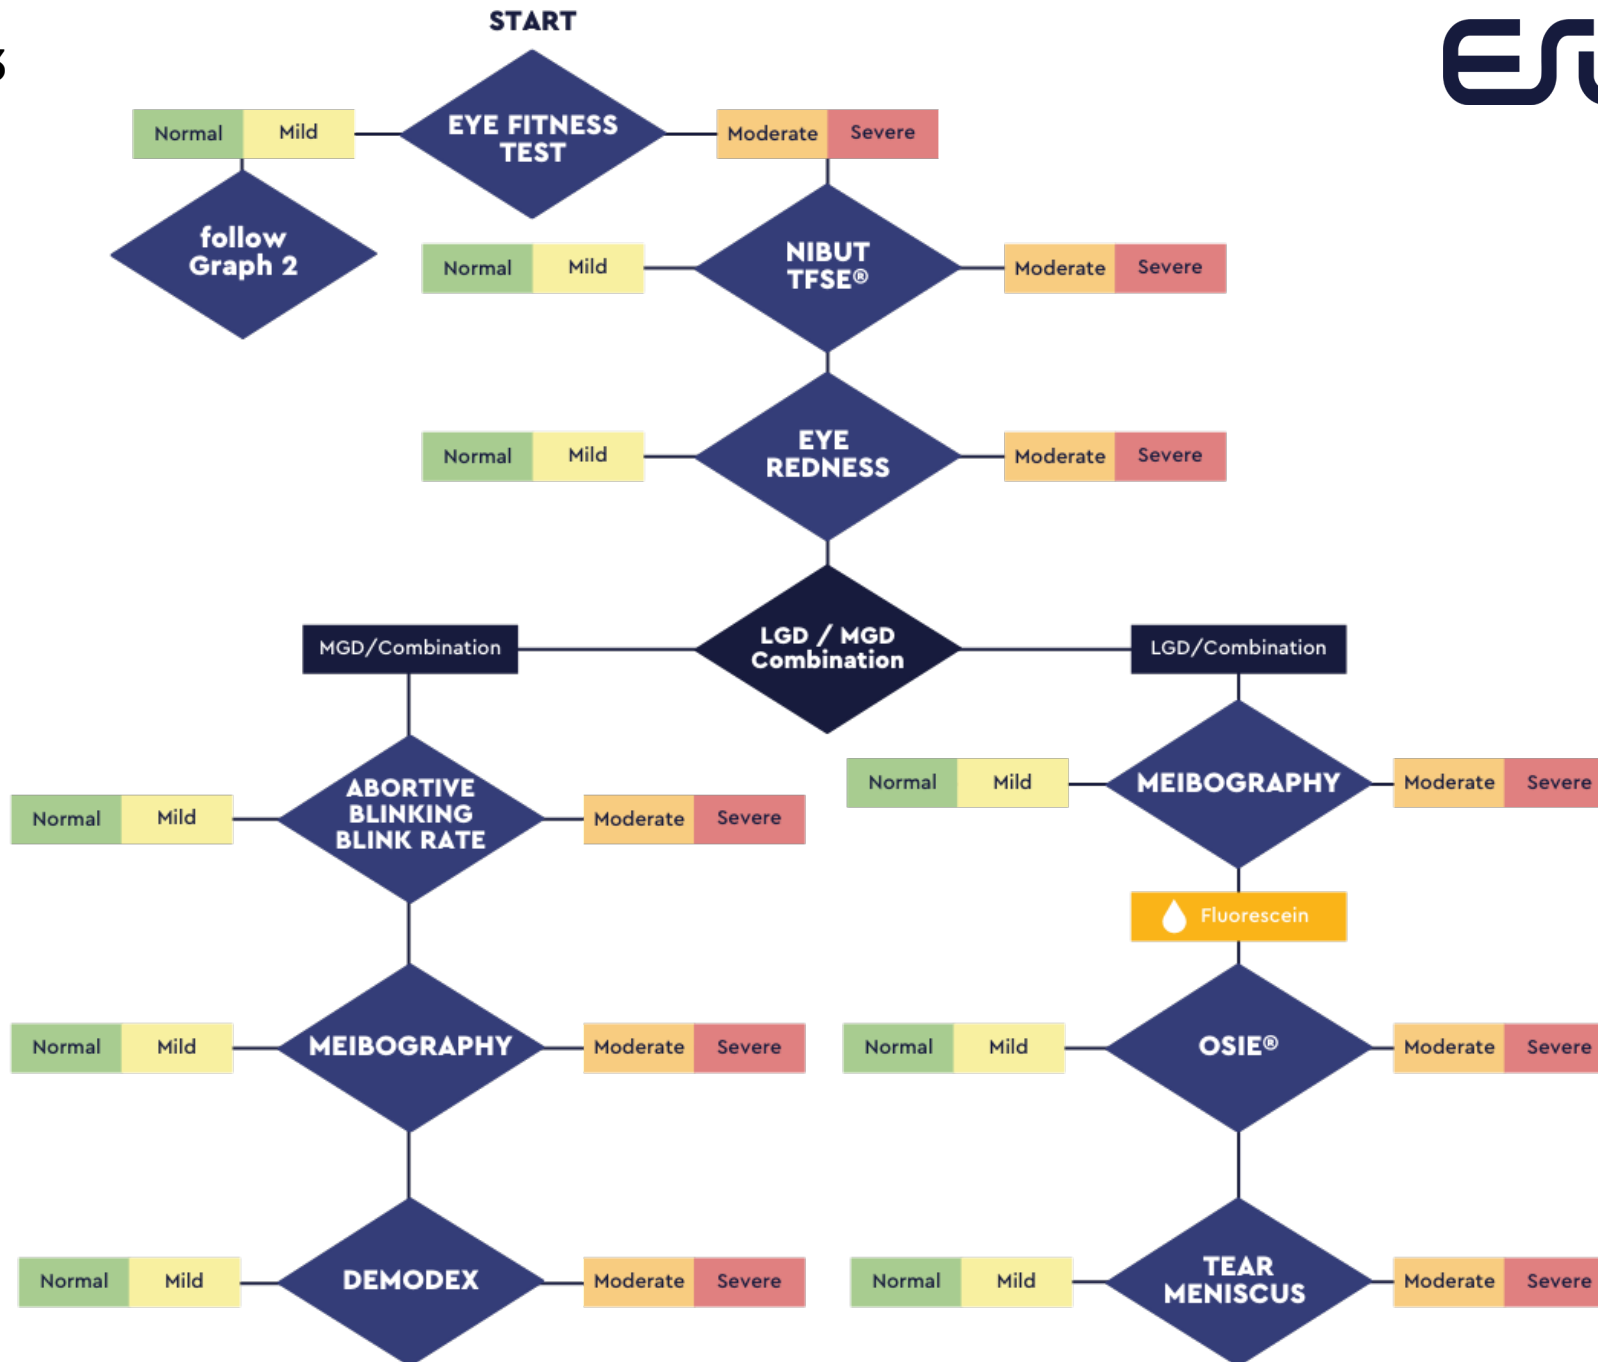 START
Normal Mild
EYE FITNESS
TEST
Moderate Severe
follow
Graph 2
Normal Mild
NIBUT
TFSE®
Moderate Severe
Normal Mild
EYE
REDNESS
Moderate Severe
LGD / MGD
Combination
MGD/Combination
LGD/Combination
Normal Mild
ABORTIVE
BLINKING
BLINK RATE
Moderate Severe
Normal Mild
MEIBOGRAPHY
Moderate Severe
Normal Mild
DEMODEX
Moderate Severe
Normal Mild
MEIBOGRAPHY
Moderate Severe
Fluorescein
Normal Mild
OSIE®
Moderate Severe
Normal Mild
TEAR
MENISCUS
Moderate Severe